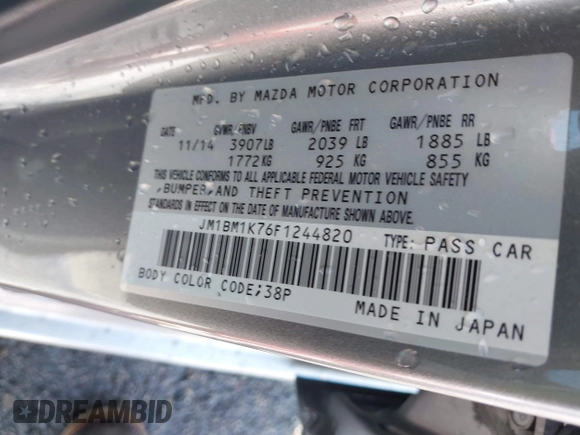 MFD. BY MAZDA MOTOR CORPORATION
DATE GVWR/PNBV GAWR/PNBE FRT GAWR/PNBE RR
11/14 3907LB 2039 LB 1885 LB
1772KG 925 KG 855 KG
THIS VEHICLE CONFORMS TO ALL APPLICABLE FEDERAL MOTOR VEHICLE SAFETY
,BUMPER, AND THEFT PREVENTION
STANDARDS IN EFFECT ON THE DATE OF MANUFACTURE SHOWN ABOVE.
JM1BM1K76F1244820 TYPE: PASS CAR
BODY COLOR CODE;38P
MADE IN JAPAN
DREAMBID